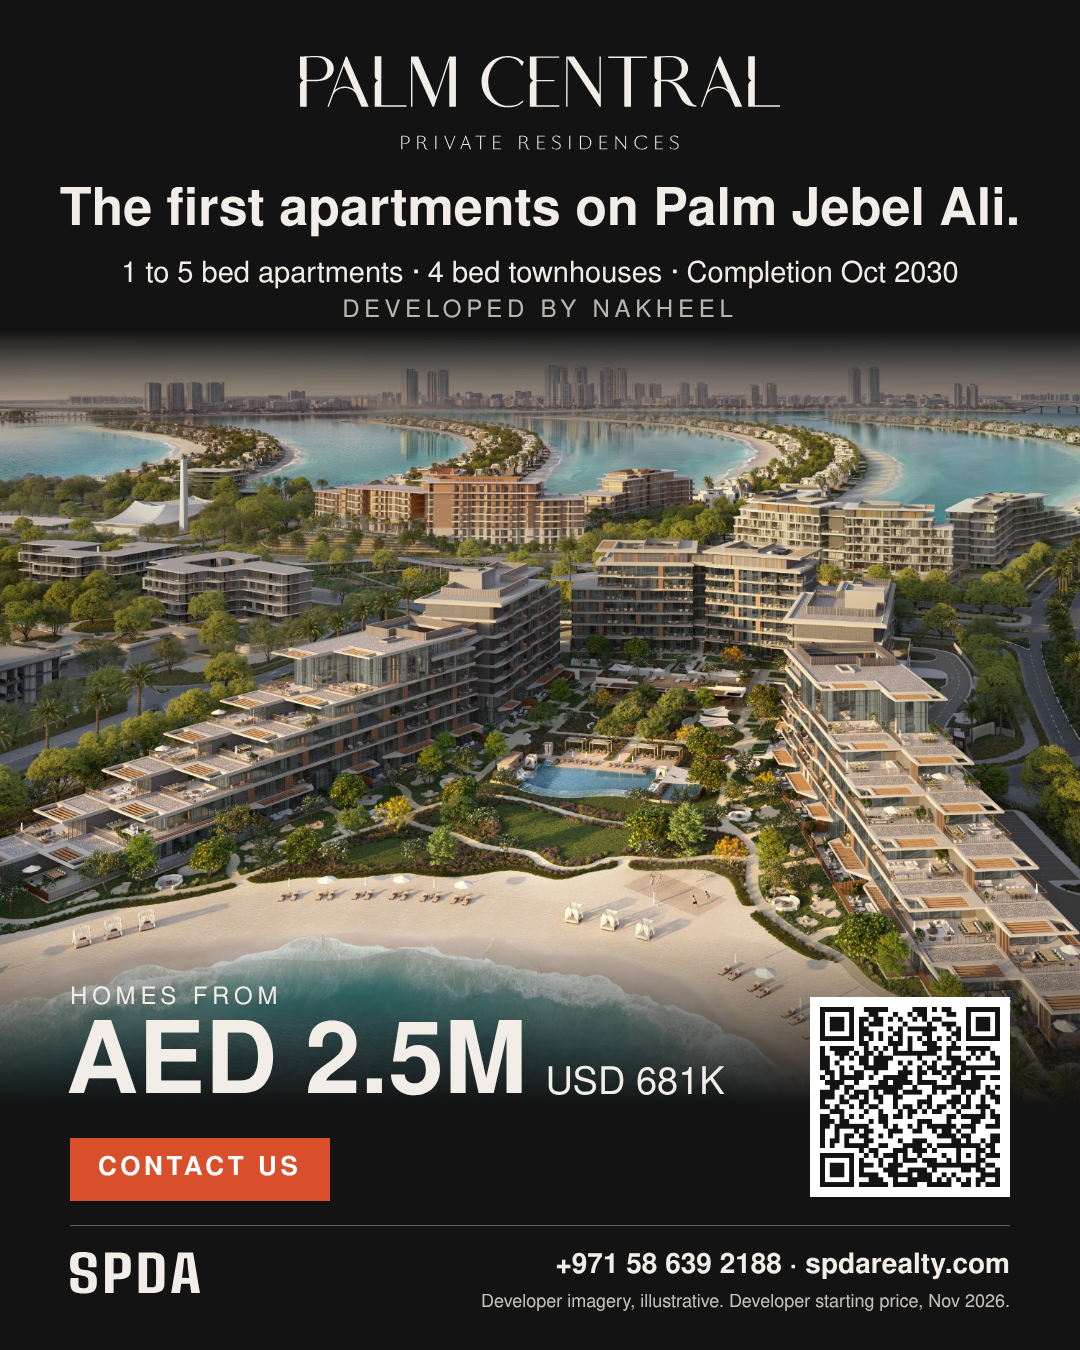 PALM CENTRAL
PRIVATE RESIDENCES
The first apartments on Palm Jebel Ali.
1 to 5 bed apartments · 4 bed townhouses · Completion Oct 2030
DEVELOPED BY NAKHEEL
HOMES FROM
AED 2.5M USD 681K
CONTACT US
SPDA
+971 58 639 2188 · spdarealty.com
Developer imagery, illustrative. Developer starting price, Nov 2026.